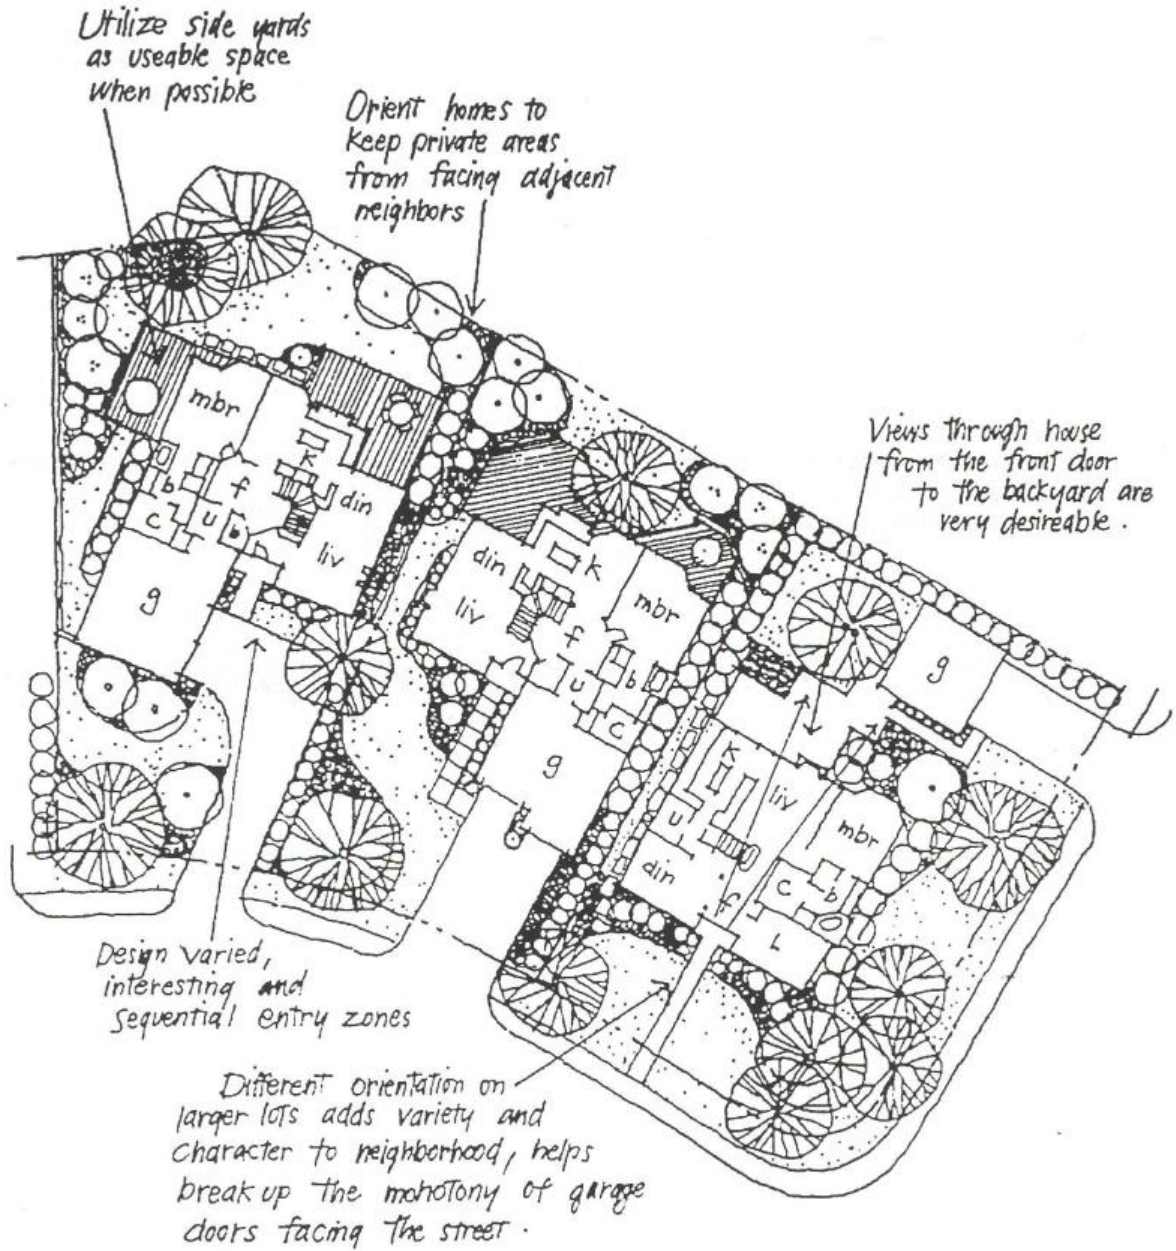 Utilize side yards
as useable space
when possible
Orient homes to
keep private areas
from facing adjacent
neighbors
Views through house
from the front door
to the backyard are
very desireable.
mbr
k
b
f
din
c
u
liv
g
din
k
liv
mbr
f
u
b
c
g
g
k
liv
u
mbr
din
f
c
b
L
Design varied,
interesting and
sequential entry zones
Different orientation on
larger lots adds variety and
character to neighborhood, helps
break up the mohotony of garage
doors facing the street.